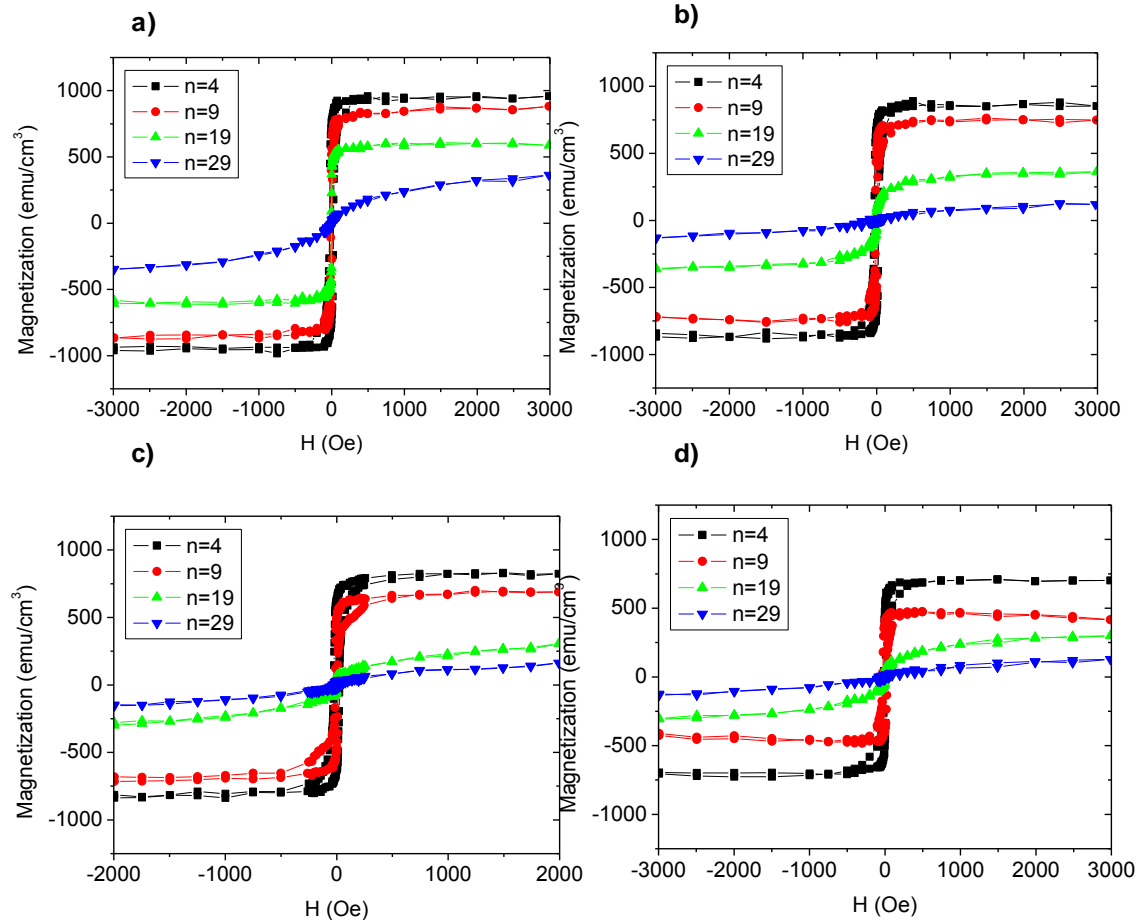 a)
n=4
n=9
n=19
n=29
1000
500
0
-500
-1000
Magnetization (emu/cm³)
-3000 -2000 -1000 0 1000 2000 3000
H (Oe)
b)
n=4
n=9
n=19
n=29
1000
500
0
-500
-1000
Magnetization (emu/cm³)
-3000 -2000 -1000 0 1000 2000 3000
H (Oe)
c)
n=4
n=9
n=19
n=29
1000
500
0
-500
-1000
Magnetization (emu/cm³)
-2000 -1000 0 1000 2000
H (Oe)
d)
n=4
n=9
n=19
n=29
1000
500
0
-500
-1000
Magnetization (emu/cm³)
-3000 -2000 -1000 0 1000 2000 3000
H (Oe)